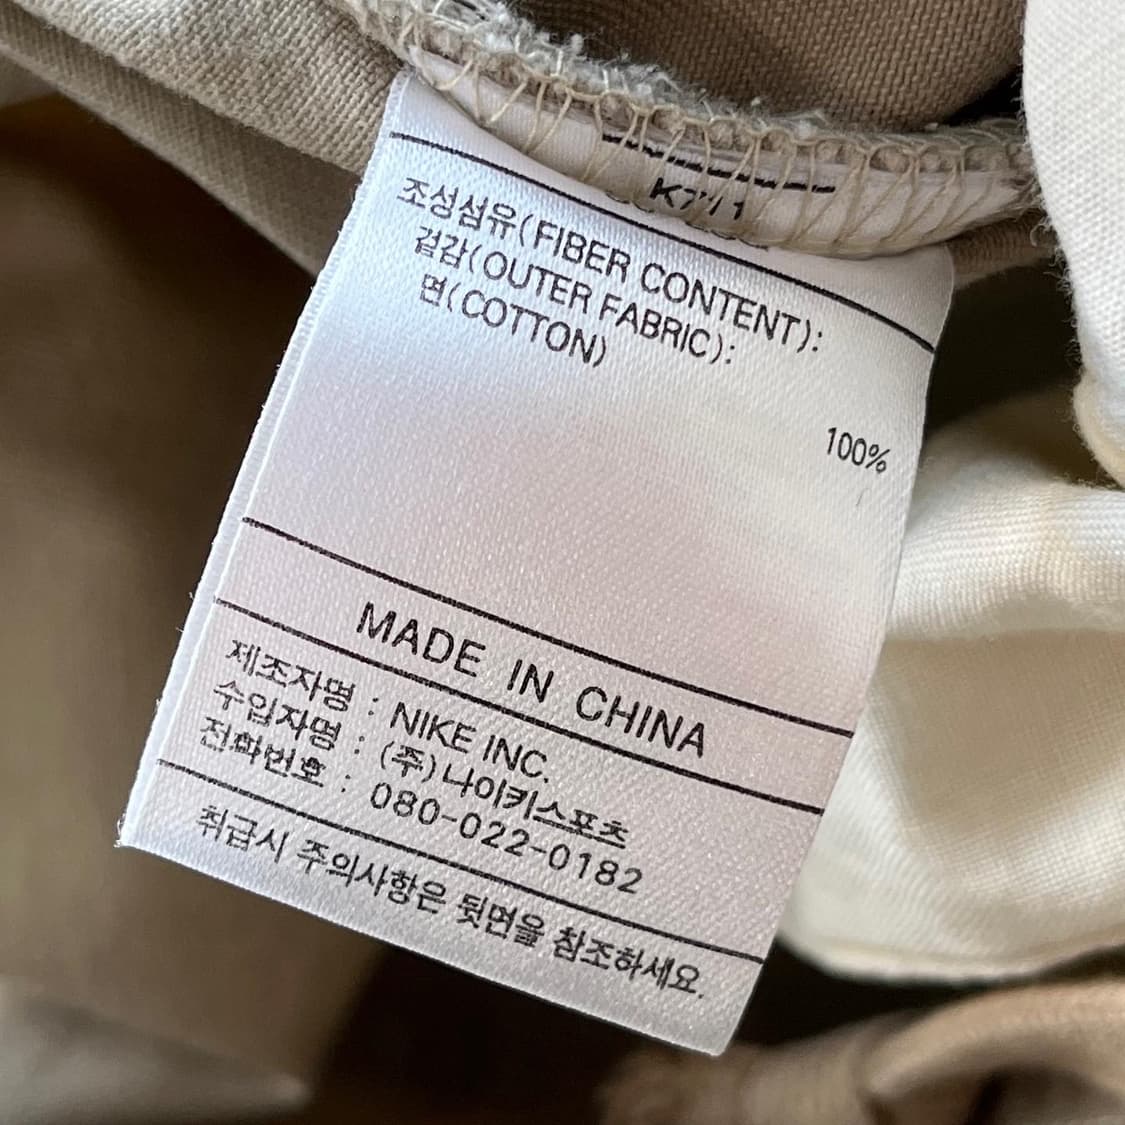 조성섬유(FIBER CONTENT):
겉감(OUTER FABRIC):
면(COTTON)
100%
MADE IN CHINA
제조자명 : NIKE INC.
수입자명 : (주)나이키스포츠
전화번호 : 080-022-0182
취급시 주의사항은 뒷면을 참조하세요.